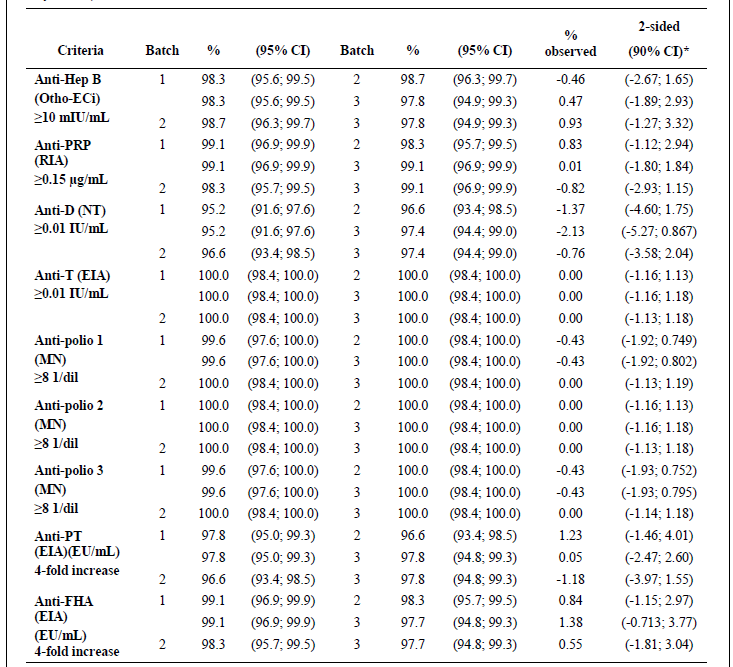 2-sided
%
Criteria Batch % (95% CI) Batch % (95% CI) observed (90% CI)*
Anti-Hep B 1 98.3 (95.6; 99.5) 2 98.7 (96.3; 99.7) -0.46 (-2.67; 1.65)
(Otho-ECi) 98.3 (95.6; 99.5) 3 97.8 (94.9; 99.3) 0.47 (-1.89; 2.93)
≥10 mIU/mL 2 98.7 (96.3; 99.7) 3 97.8 (94.9; 99.3) 0.93 (-1.27; 3.32)
Anti-PRP 1 99.1 (96.9; 99.9) 2 98.3 (95.7; 99.5) 0.83 (-1.12; 2.94)
(RIA) 99.1 (96.9; 99.9) 3 99.1 (96.9; 99.9) 0.01 (-1.80; 1.84)
≥0.15 µg/mL 2 98.3 (95.7; 99.5) 3 99.1 (96.9; 99.9) -0.82 (-2.93; 1.15)
Anti-D (NT) 1 95.2 (91.6; 97.6) 2 96.6 (93.4; 98.5) -1.37 (-4.60; 1.75)
≥0.01 IU/mL 95.2 (91.6; 97.6) 3 97.4 (94.4; 99.0) -2.13 (-5.27; 0.867)
2 96.6 (93.4; 98.5) 3 97.4 (94.4; 99.0) -0.76 (-3.58; 2.04)
Anti-T (EIA) 1 100.0 (98.4; 100.0) 2 100.0 (98.4; 100.0) 0.00 (-1.16; 1.13)
≥0.01 IU/mL 100.0 (98.4; 100.0) 3 100.0 (98.4; 100.0) 0.00 (-1.16; 1.18)
2 100.0 (98.4; 100.0) 3 100.0 (98.4; 100.0) 0.00 (-1.13; 1.18)
Anti-polio 1 1 99.6 (97.6; 100.0) 2 100.0 (98.4; 100.0) -0.43 (-1.92; 0.749)
(MN) 99.6 (97.6; 100.0) 3 100.0 (98.4; 100.0) -0.43 (-1.92; 0.802)
≥8 1/dil 2 100.0 (98.4; 100.0) 3 100.0 (98.4; 100.0) 0.00 (-1.13; 1.19)
Anti-polio 2 1 100.0 (98.4; 100.0) 2 100.0 (98.4; 100.0) 0.00 (-1.16; 1.13)
(MN) 100.0 (98.4; 100.0) 3 100.0 (98.4; 100.0) 0.00 (-1.16; 1.18)
≥8 1/dil 2 100.0 (98.4; 100.0) 3 100.0 (98.4; 100.0) 0.00 (-1.13; 1.18)
Anti-polio 3 1 99.6 (97.6; 100.0) 2 100.0 (98.4; 100.0) -0.43 (-1.93; 0.752)
(MN) 99.6 (97.6; 100.0) 3 100.0 (98.4; 100.0) -0.43 (-1.93; 0.795)
≥8 1/dil 2 100.0 (98.4; 100.0) 3 100.0 (98.4; 100.0) 0.00 (-1.14; 1.18)
Anti-PT 1 97.8 (95.0; 99.3) 2 96.6 (93.4; 98.5) 1.23 (-1.46; 4.01)
(EIA)(EU/mL) 97.8 (95.0; 99.3) 3 97.8 (94.8; 99.3) 0.05 (-2.47; 2.60)
4-fold increase 2 96.6 (93.4; 98.5) 3 97.8 (94.8; 99.3) -1.18 (-3.97; 1.55)
Anti-FHA 1 99.1 (96.9; 99.9) 2 98.3 (95.7; 99.5) 0.84 (-1.15; 2.97)
(EIA) 99.1 (96.9; 99.9) 3 97.7 (94.8; 99.3) 1.38 (-0.713; 3.77)
(EU/mL)
4-fold increase 2 98.3 (95.7; 99.5) 3 97.7 (94.8; 99.3) 0.55 (-1.81; 3.04)